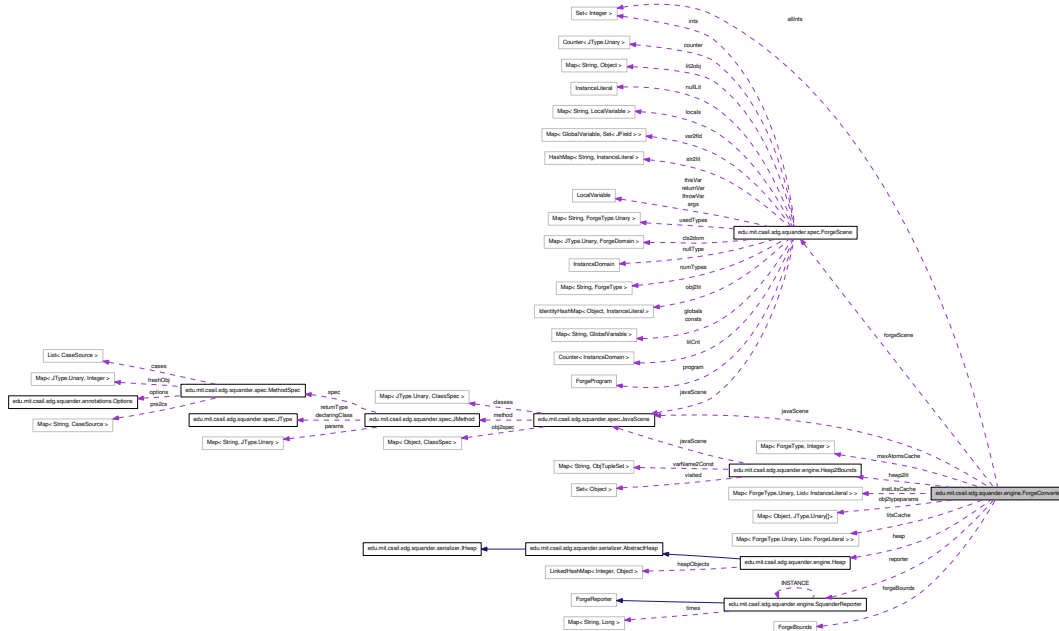 Set< Integer >
allInts
ints
Counter< JType.Unary >
counter
Map< String, Object >
lit2obj
InstanceLiteral
nullLit
Map< String, LocalVariable >
locals
Map< GlobalVariable, Set< JField > >
var2fld
HashMap< String, InstanceLiteral >
str2lit
thisVar
returnVar
throwVar
args
LocalVariable
Map< String, ForgeType.Unary >
usedTypes
edu.mit.csail.sdg.squander.spec.ForgeScene
Map< JType.Unary, ForgeDomain >
cls2dom
nullType
InstanceDomain
numTypes
Map< String, ForgeType >
obj2lit
IdentityHashMap< Object, InstanceLiteral >
globals
consts
Map< String, GlobalVariable >
forgeScene
litCnt
Counter< InstanceDomain >
program
ForgeProgram
javaScene
List< CaseSource >
cases
Map< JType.Unary, Integer >
freshObj
edu.mit.csail.sdg.squander.spec.MethodSpec
options
edu.mit.csail.sdg.squander.annotations.Options
pre2cs
Map< String, CaseSource >
spec
returnType
declaringClass
params
edu.mit.csail.sdg.squander.spec.JType
Map< String, JType.Unary >
Map< JType.Unary, ClassSpec >
classes
edu.mit.csail.sdg.squander.spec.JMethod
method
obj2spec
Map< Object, ClassSpec >
edu.mit.csail.sdg.squander.spec.JavaScene
javaScene
javaScene
Map< ForgeType, Integer >
maxAtomsCache
Map< String, ObjTupleSet >
varName2Const
visited
Set< Object >
edu.mit.csail.sdg.squander.engine.Heap2Bounds
heap2lit
Map< ForgeType.Unary, List< InstanceLiteral > >
instLitsCache
obj2typeparams
edu.mit.csail.sdg.squander.engine.ForgeConverter
Map< Object, JType.Unary[]>
litsCache
Map< ForgeType.Unary, List< ForgeLiteral > >
edu.mit.csail.sdg.squander.serializer.IHeap
edu.mit.csail.sdg.squander.serializer.AbstractHeap
heap
edu.mit.csail.sdg.squander.engine.Heap
LinkedHashMap< Integer, Object >
heapObjects
reporter
INSTANCE
forgeBounds
ForgeReporter
edu.mit.csail.sdg.squander.engine.SquanderReporter
times
Map< String, Long >
ForgeBounds